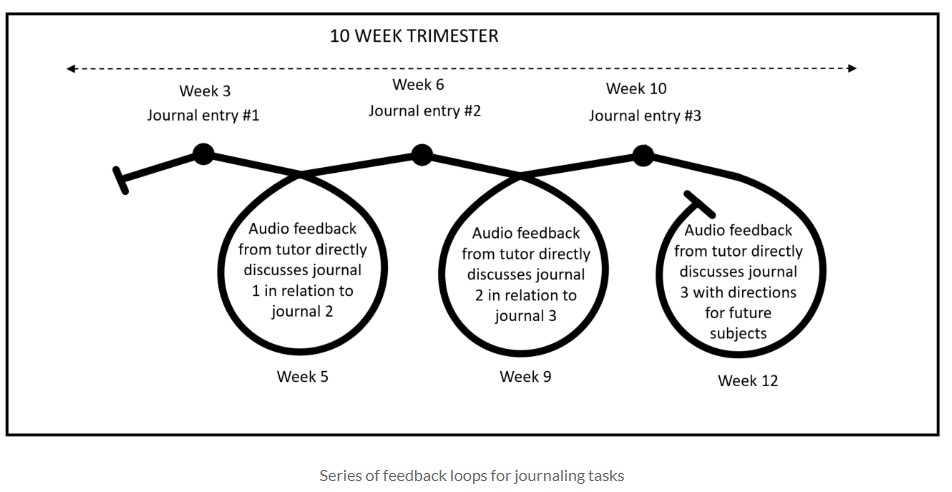 10 WEEK TRIMESTER
Week 3
Journal entry #1
Week 6
Journal entry #2
Week 10
Journal entry #3
Audio feedback
from tutor directly
discusses journal
1 in relation to
journal 2
Week 5
Audio feedback
from tutor directly
discusses journal
2 in relation to
journal 3
Week 9
Audio feedback
from tutor directly
discusses journal
3 with directions
for future
subjects
Week 12
Series of feedback loops for journaling tasks